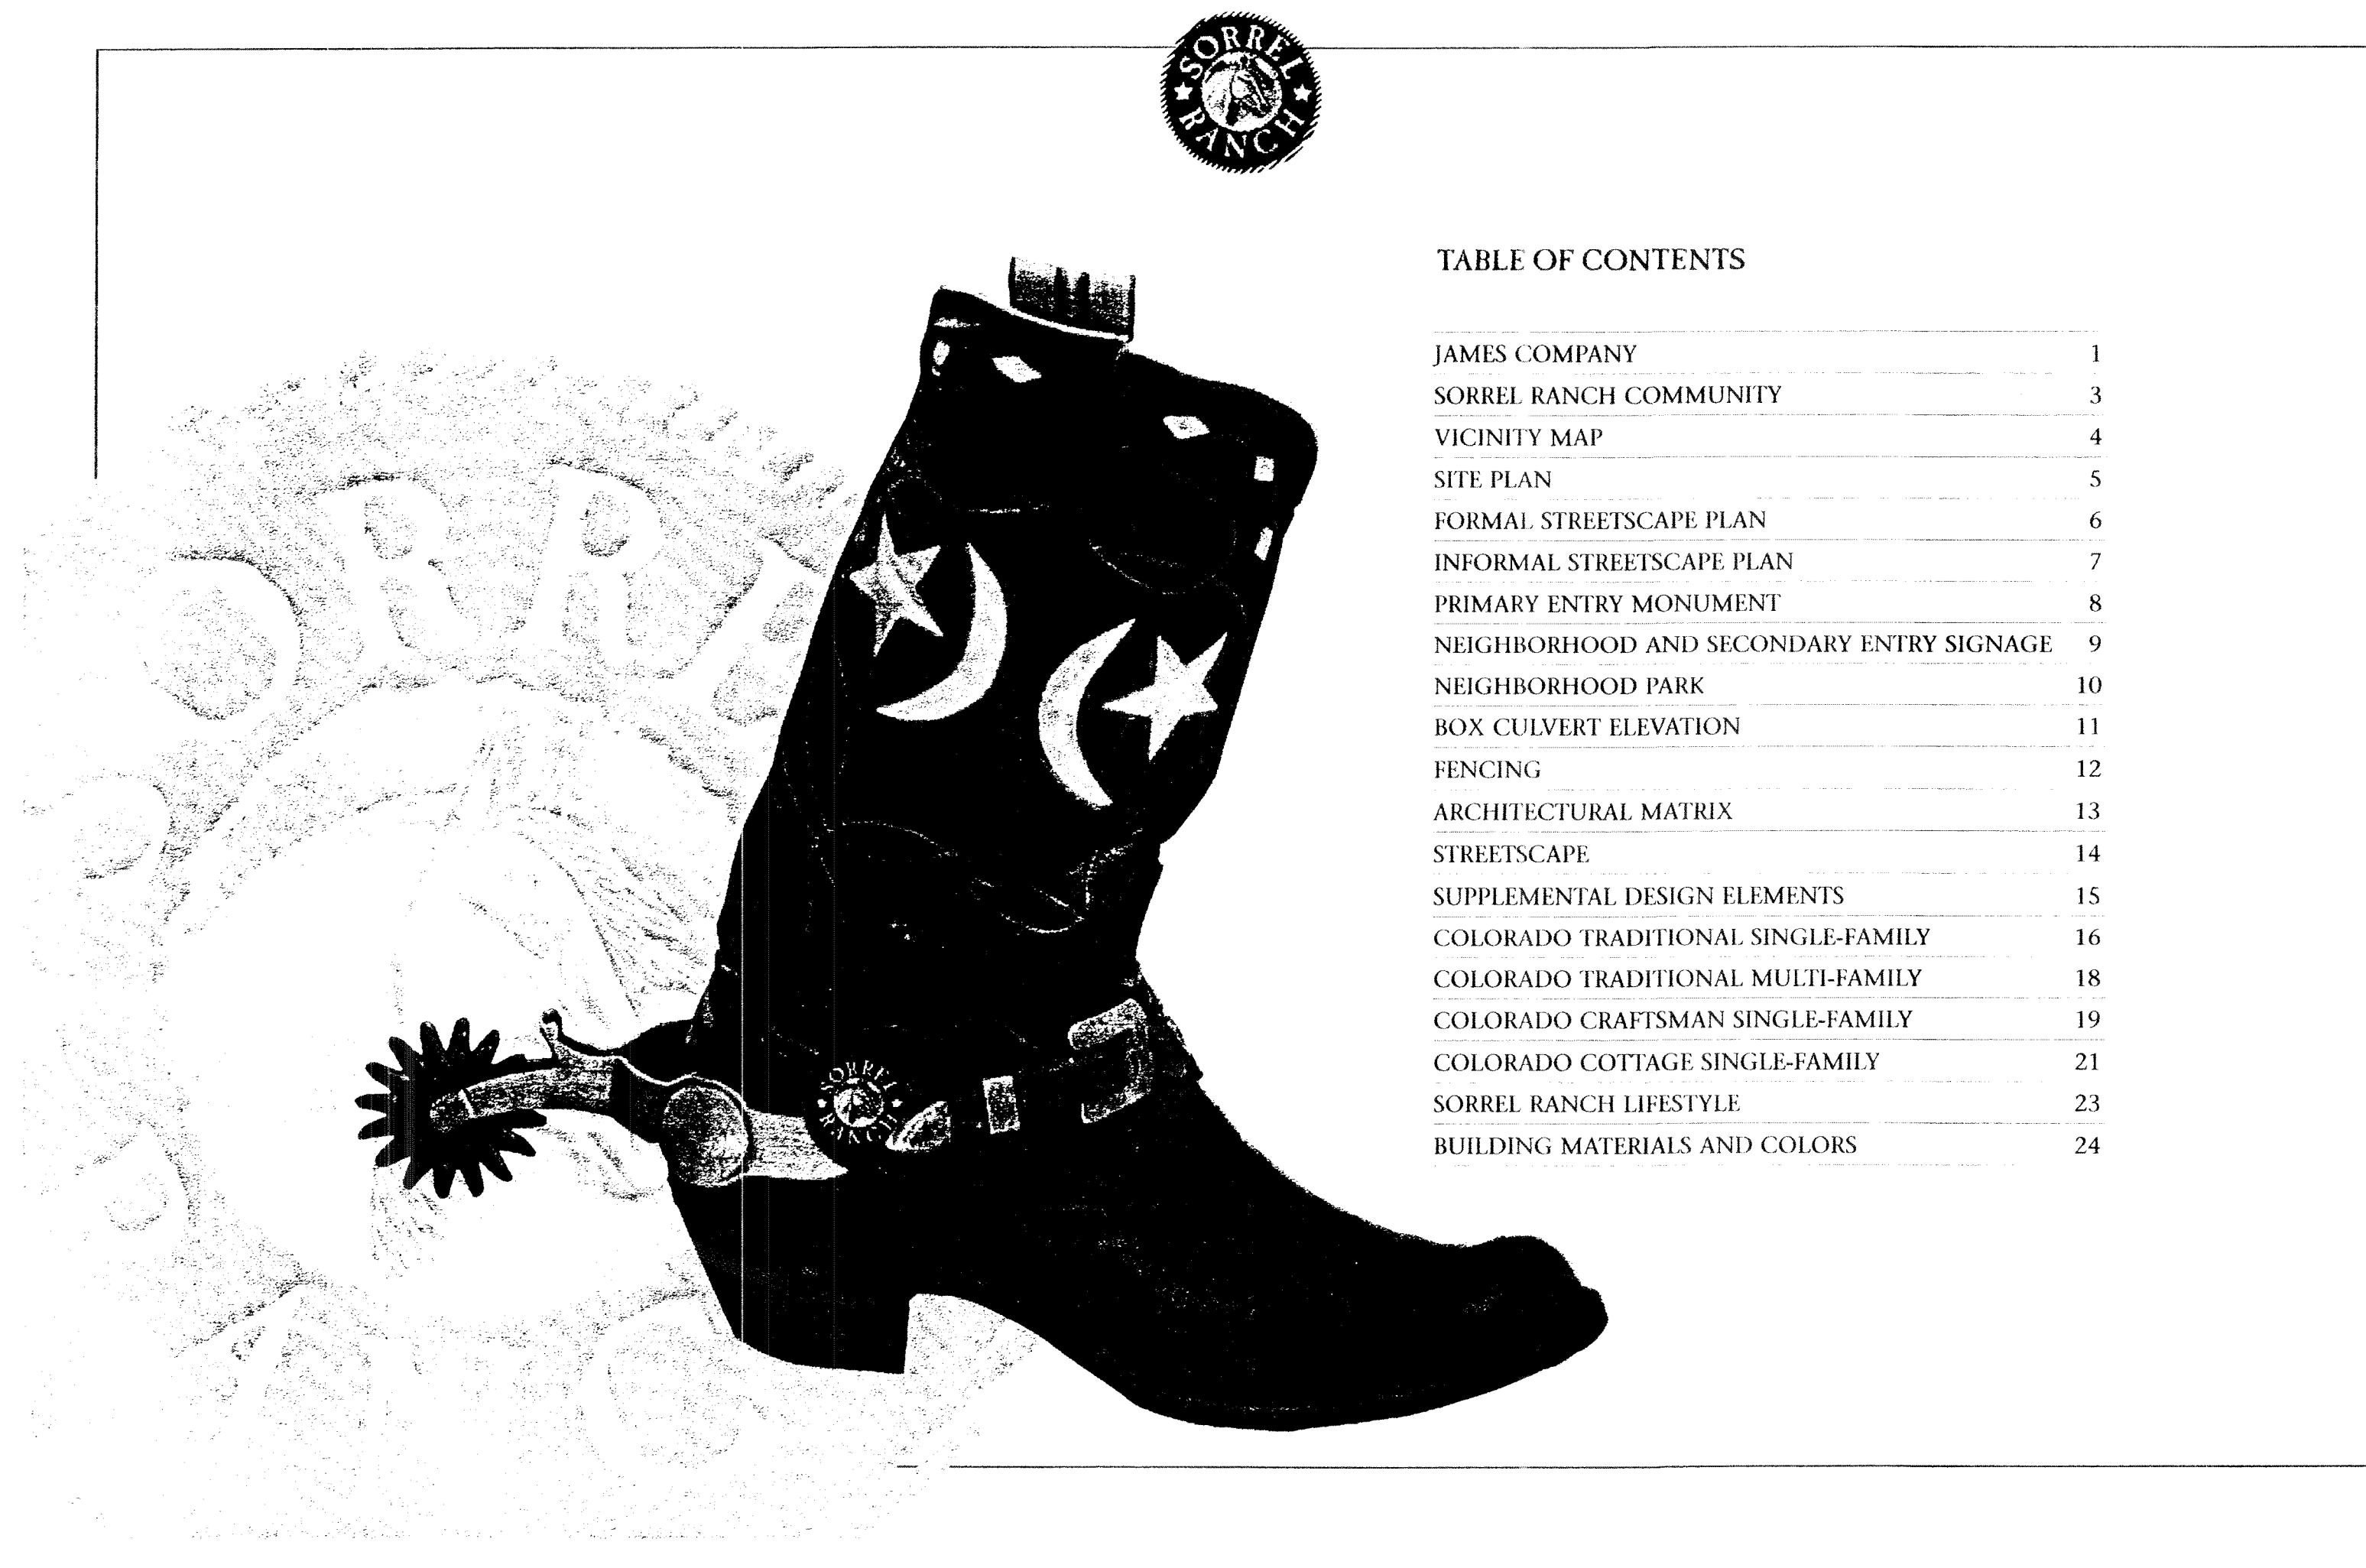 SORREL RANCH
TABLE OF CONTENTS
JAMES COMPANY 1
SORREL RANCH COMMUNITY 3
VICINITY MAP 4
SITE PLAN 5
FORMAL STREETSCAPE PLAN 6
INFORMAL STREETSCAPE PLAN 7
PRIMARY ENTRY MONUMENT 8
NEIGHBORHOOD AND SECONDARY ENTRY SIGNAGE 9
NEIGHBORHOOD PARK 10
BOX CULVERT ELEVATION 11
FENCING 12
ARCHITECTURAL MATRIX 13
STREETSCAPE 14
SUPPLEMENTAL DESIGN ELEMENTS 15
COLORADO TRADITIONAL SINGLE-FAMILY 16
COLORADO TRADITIONAL MULTI-FAMILY 18
COLORADO CRAFTSMAN SINGLE-FAMILY 19
COLORADO COTTAGE SINGLE-FAMILY 21
SORREL RANCH LIFESTYLE 23
BUILDING MATERIALS AND COLORS 24
SORREL RANCH